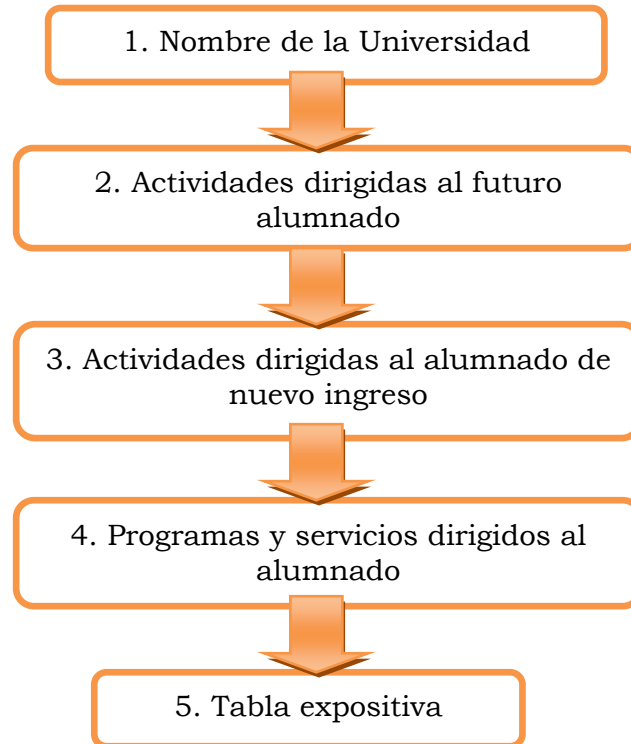 1. Nombre de la Universidad
2. Actividades dirigidas al futuro
alumnado
3. Actividades dirigidas al alumnado de
nuevo ingreso
4. Programas y servicios dirigidos al
alumnado
5. Tabla expositiva